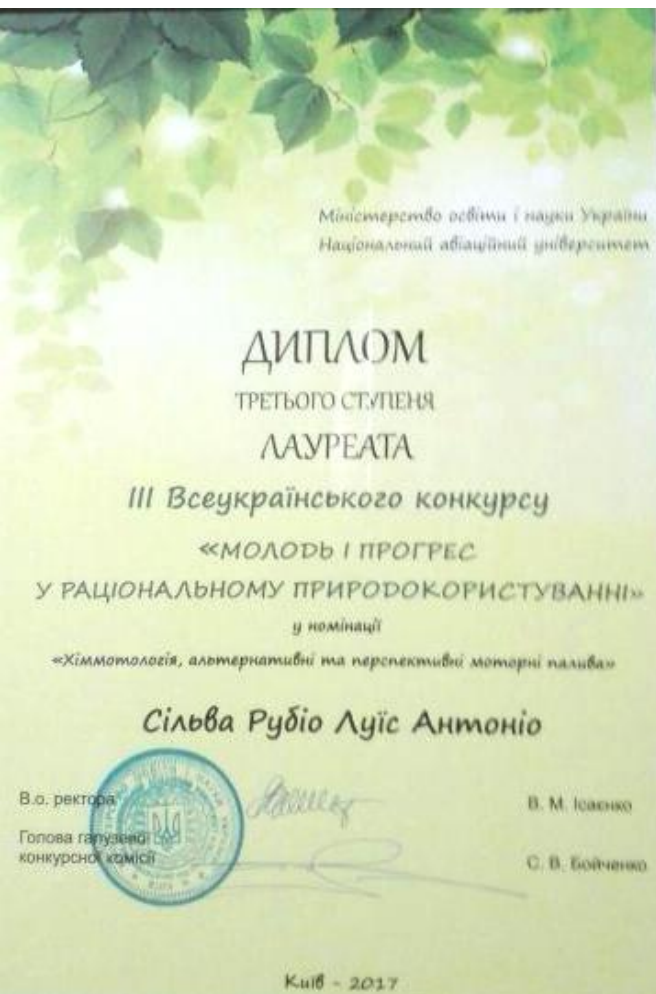 Міністерство освіти і науки України
Національний авіаційний університет
ДИПЛОМ
ТРЕТЬОГО СТУПЕНЯ
ЛАУРЕАТА
III Всеукраїнського конкурсу
«МОЛОДЬ І ПРОГРЕС
У РАЦІОНАЛЬНОМУ ПРИРОДОКОРИСТУВАННІ»
у номінації
«Хіммотологія, альтернативні та перспективні моторні палива»
Сільва Рубіо Луїс Антоніо
В.о. ректора
В. М. Ісаєнко
Голова галузевої
конкурсної комісії
С. В. Бойченко
Київ - 2017